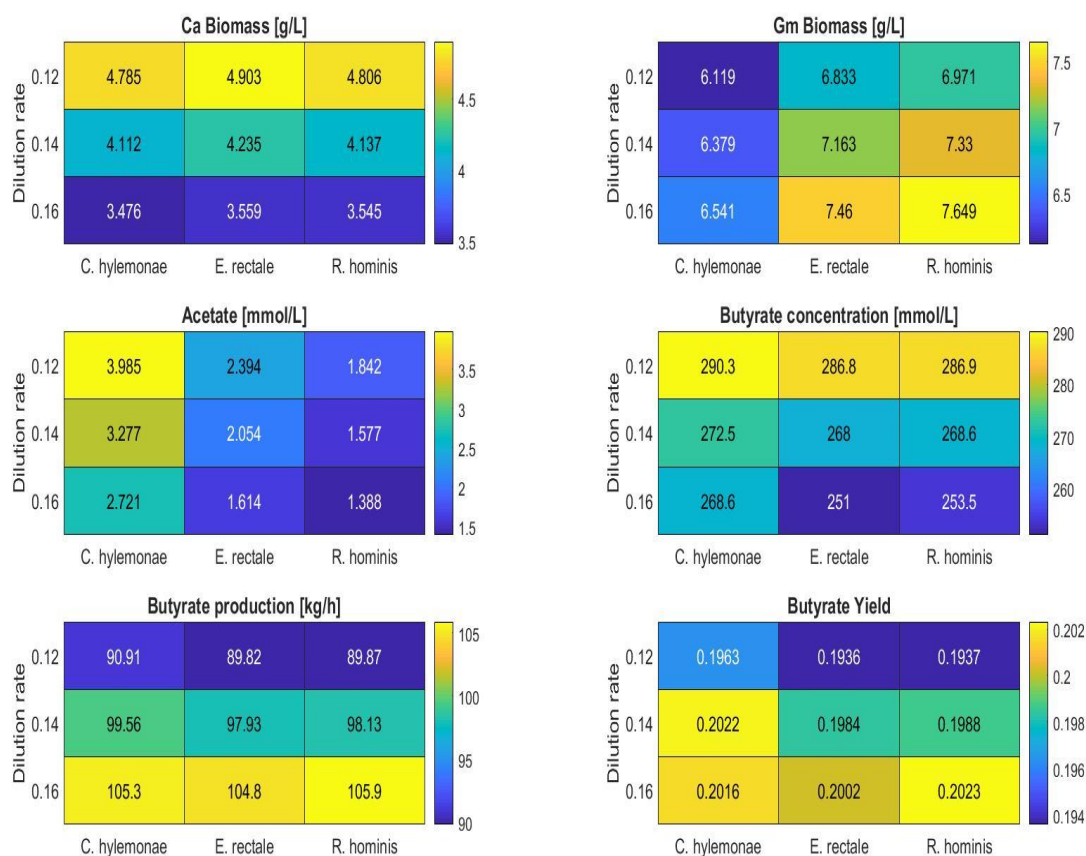 Ca Biomass [g/L]
Dilution rate
0.12 4.785 4.903 4.806
0.14 4.112 4.235 4.137
0.16 3.476 3.559 3.545
C. hylemonae E. rectale R. hominis
4.5
4
3.5
Gm Biomass [g/L]
Dilution rate
0.12 6.119 6.833 6.971
0.14 6.379 7.163 7.33
0.16 6.541 7.46 7.649
C. hylemonae E. rectale R. hominis
7.5
7
6.5
Acetate [mmol/L]
Dilution rate
0.12 3.985 2.394 1.842
0.14 3.277 2.054 1.577
0.16 2.721 1.614 1.388
C. hylemonae E. rectale R. hominis
3.5
3
2.5
2
1.5
Butyrate concentration [mmol/L]
Dilution rate
0.12 290.3 286.8 286.9
0.14 272.5 268 268.6
0.16 268.6 251 253.5
C. hylemonae E. rectale R. hominis
290
280
270
260
Butyrate production [kg/h]
Dilution rate
0.12 90.91 89.82 89.87
0.14 99.56 97.93 98.13
0.16 105.3 104.8 105.9
C. hylemonae E. rectale R. hominis
105
100
95
90
Butyrate Yield
Dilution rate
0.12 0.1963 0.1936 0.1937
0.14 0.2022 0.1984 0.1988
0.16 0.2016 0.2002 0.2023
C. hylemonae E. rectale R. hominis
0.202
0.2
0.198
0.196
0.194